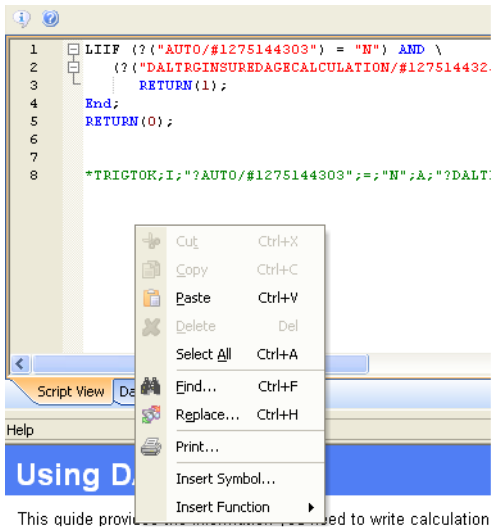 1 LIIF (?("AUTO/#1275144303") = "N") AND \
2 (?("DALTRGINSUREDAGECALCULATION/#127514432
3 RETURN(1);
4 End;
5 RETURN(0);
6
7
8 *TRIGTOK;I;"?AUTO/#1275144303";=;"N";A;"?DALT
Cut Ctrl+X
Copy Ctrl+C
Paste Ctrl+V
Delete Del
Select All Ctrl+A
Find... Ctrl+F
Replace... Ctrl+H
Print...
Insert Symbol...
Insert Function
Script View Da
Help
Using D
This guide provi need to write calculation